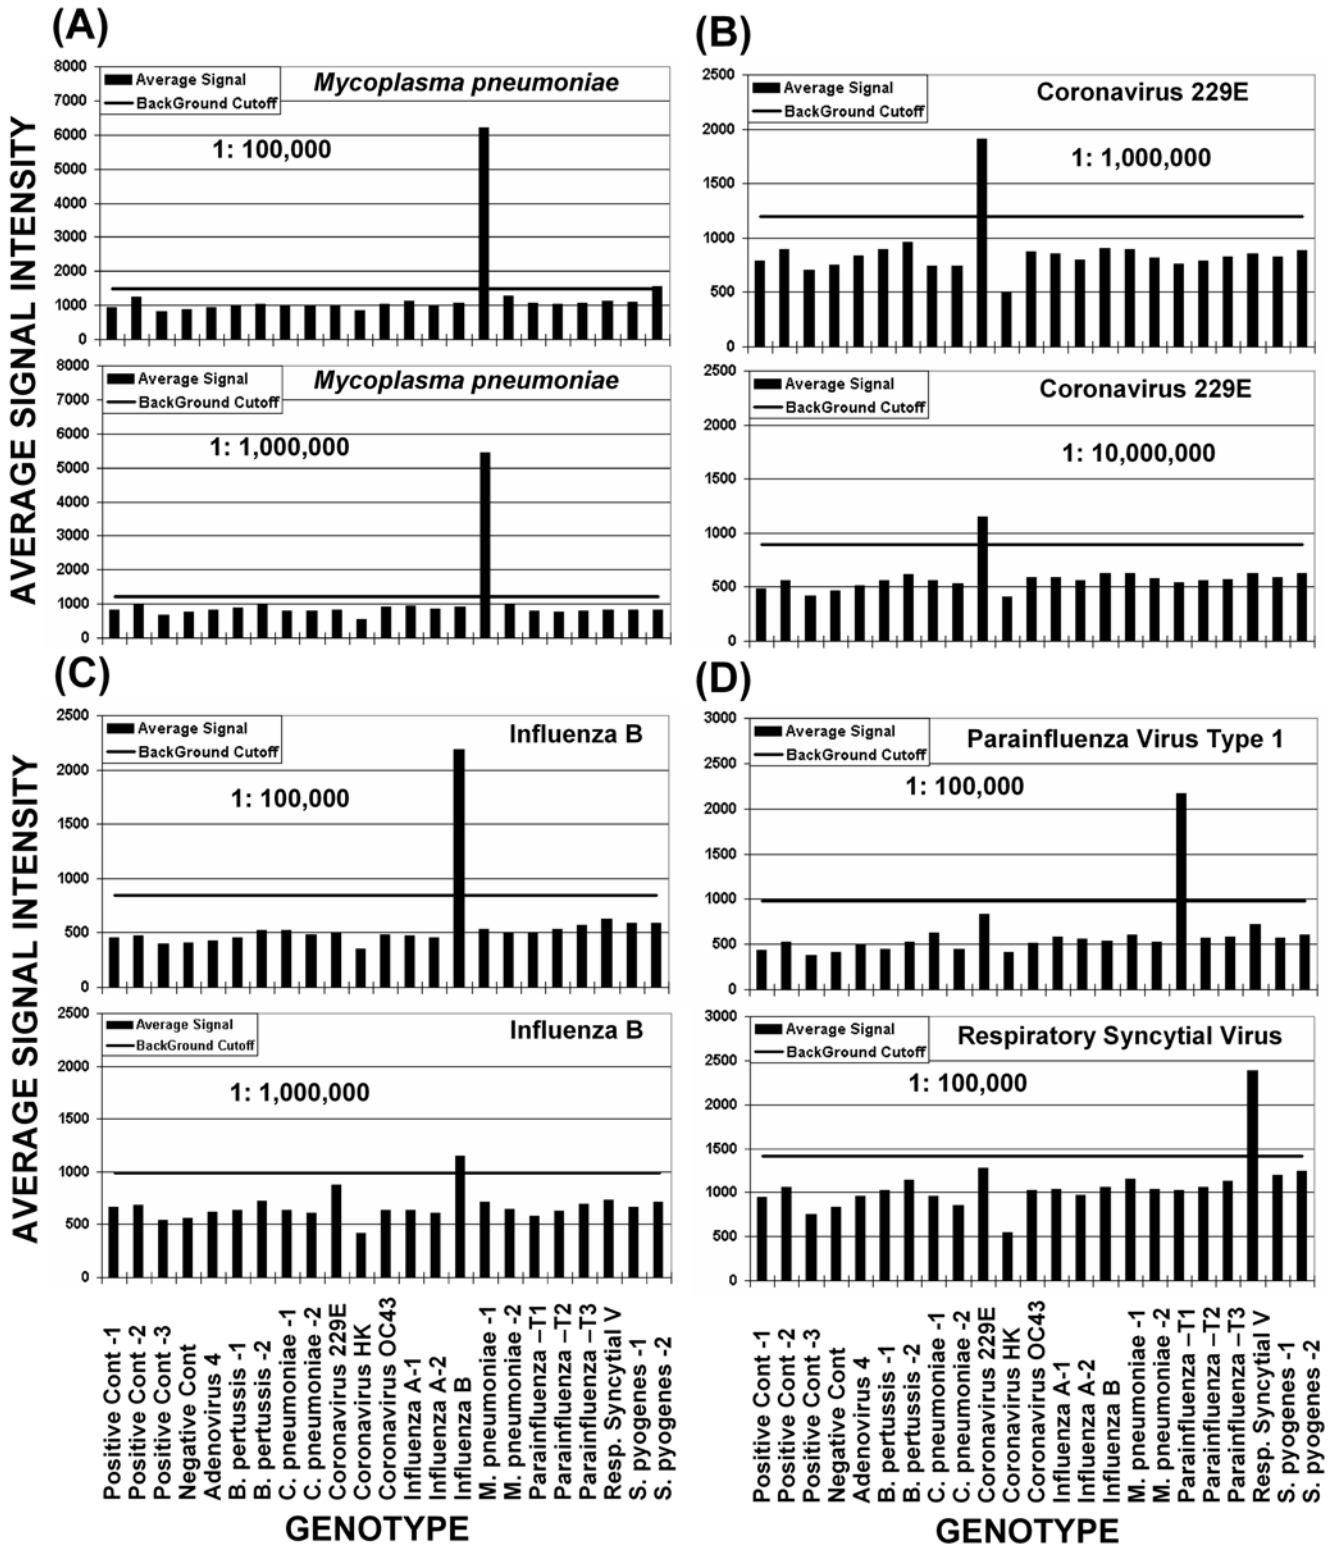 (A)
8000
7000
6000
5000
4000
3000
2000
1000
0
Average Signal
BackGround Cutoff
Mycoplasma pneumoniae
1: 100,000
8000
7000
6000
5000
4000
3000
2000
1000
0
Average Signal
BackGround Cutoff
Mycoplasma pneumoniae
1: 1,000,000
AVERAGE SIGNAL INTENSITY
(B)
2500
2000
1500
1000
500
0
Average Signal
BackGround Cutoff
Coronavirus 229E
1: 1,000,000
2500
2000
1500
1000
500
0
Average Signal
BackGround Cutoff
Coronavirus 229E
1: 10,000,000
(C)
2500
2000
1500
1000
500
0
Average Signal
BackGround Cutoff
Influenza B
1: 100,000
2500
2000
1500
1000
500
0
Average Signal
BackGround Cutoff
Influenza B
1: 1,000,000
AVERAGE SIGNAL INTENSITY
Positive Cont -1
Positive Cont -2
Positive Cont -3
Negative Cont
Adenovirus 4
B. pertussis -1
B. pertussis -2
C. pneumoniae -1
C. pneumoniae -2
Coronavirus 229E
Coronavirus HK
Coronavirus OC43
Influenza A-1
Influenza A-2
Influenza B
M. pneumoniae -1
M. pneumoniae -2
Parainfluenza –T1
Parainfluenza –T2
Parainfluenza –T3
Resp. Syncytial V
S. pyogenes -1
S. pyogenes -2
GENOTYPE
(D)
3000
2500
2000
1500
1000
500
0
Average Signal
BackGround Cutoff
Parainfluenza Virus Type 1
1: 100,000
3000
2500
2000
1500
1000
500
0
Average Signal
BackGround Cutoff
Respiratory Syncytial Virus
1: 100,000
Positive Cont -1
Positive Cont -2
Positive Cont -3
Negative Cont
Adenovirus 4
B. pertussis -1
B. pertussis -2
C. pneumoniae -1
C. pneumoniae -2
Coronavirus 229E
Coronavirus HK
Coronavirus OC43
Influenza A-1
Influenza A-2
Influenza B
M. pneumoniae -1
M. pneumoniae -2
Parainfluenza –T1
Parainfluenza –T2
Parainfluenza –T3
Resp. Syncytial V
S. pyogenes -1
S. pyogenes -2
GENOTYPE